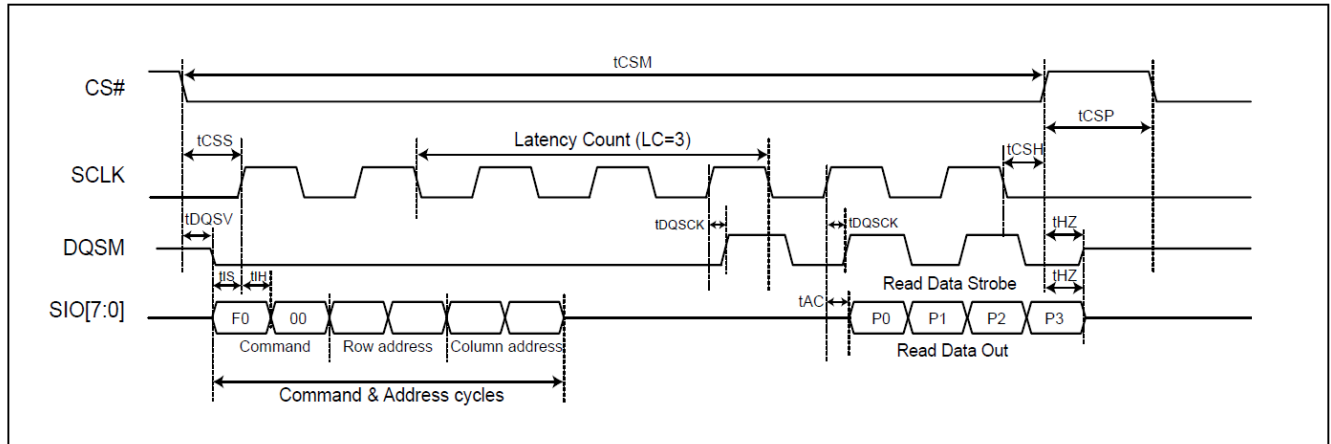 tCSM
CS#
tCSP
tCSS
Latency Count (LC=3)
tCSH
SCLK
tDQSV
tDQSCK
tDQSCK
tHZ
DQSM
tIS
tIH
Read Data Strobe
tHZ
tAC
SIO[7:0]
F0
00
P0
P1
P2
P3
Command
Row address
Column address
Read Data Out
Command & Address cycles